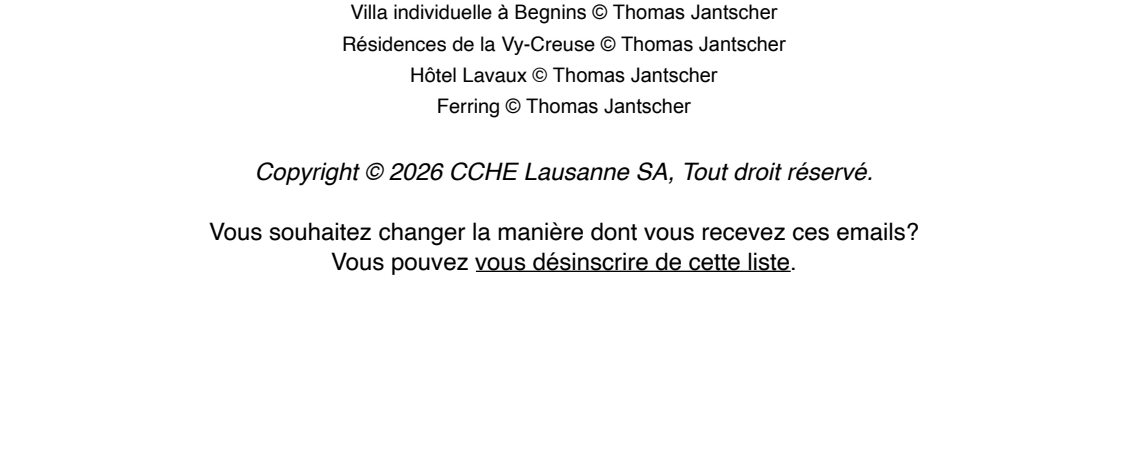 Villa individuelle à Begnins © Thomas Jantscher
Résidences de la Vy-Creuse © Thomas Jantscher
Hôtel Lavaux © Thomas Jantscher
Ferring © Thomas Jantscher
Copyright © 2026 CCHE Lausanne SA, Tout droit réservé.
Vous souhaitez changer la manière dont vous recevez ces emails?
Vous pouvez vous désinscrire de cette liste.